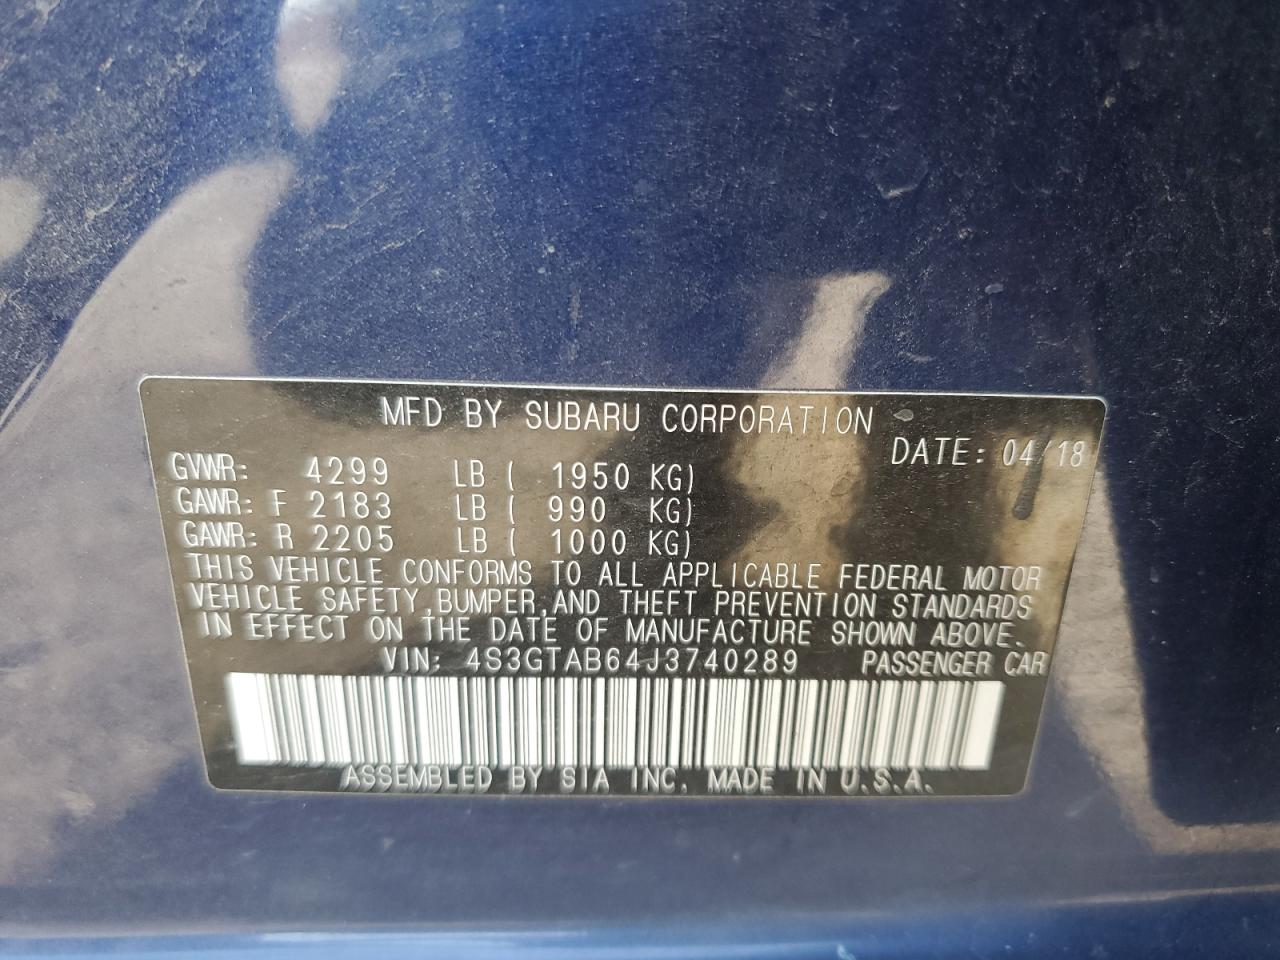 MFD BY SUBARU CORPORATION
DATE: 04/18
GVWR: 4299 LB ( 1950 KG)
GAWR: F 2183 LB ( 990 KG)
GAWR: R 2205 LB ( 1000 KG)
THIS VEHICLE CONFORMS TO ALL APPLICABLE FEDERAL MOTOR
VEHICLE SAFETY,BUMPER,AND THEFT PREVENTION STANDARDS
IN EFFECT ON THE DATE OF MANUFACTURE SHOWN ABOVE.
VIN: 4S3GTAB64J3740289 PASSENGER CAR
ASSEMBLED BY SIA INC. MADE IN U.S.A.